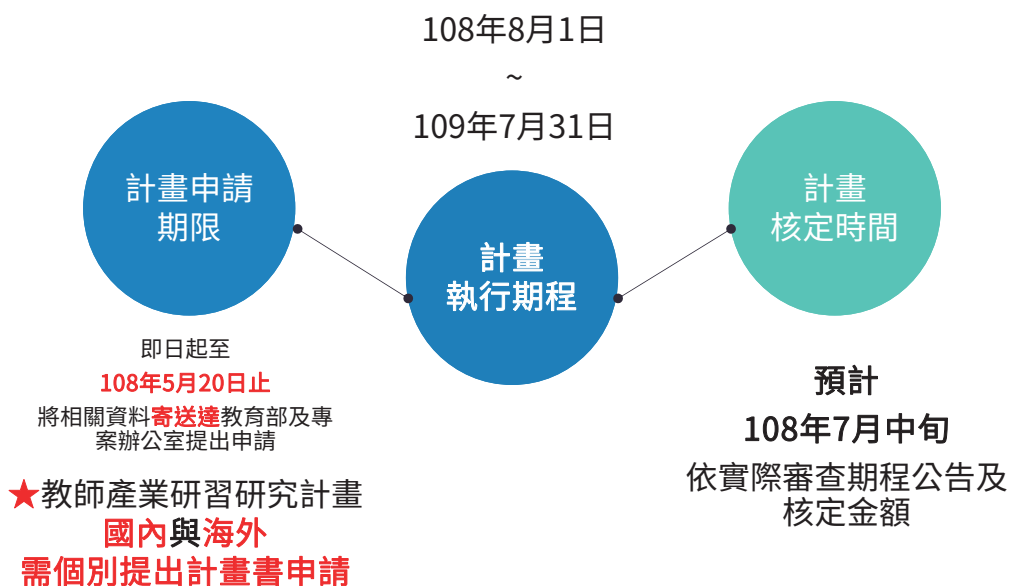 計畫申請
期限
即日起至
108年5月20日止
將相關資料寄送達教育部及專
案辦公室提出申請
★教師產業研習研究計畫
國內與海外
需個別提出計畫書申請
108年8月1日
~
109年7月31日
計畫
執行期程
計畫
核定時間
預計
108年7月中旬
依實際審查期程公告及
核定金額